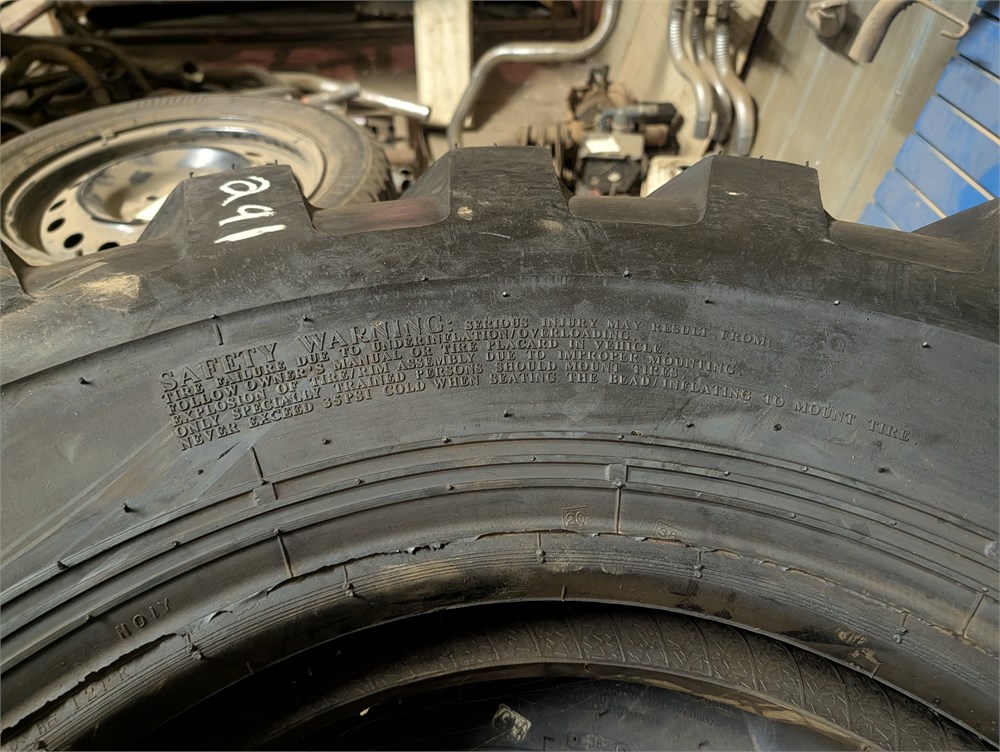 291
SAFETY WARNING: SERIOUS INJURY MAY RESULT FROM:
TIRE FAILURE DUE TO UNDERINFLATION/OVERLOADING.
FOLLOW OWNER'S MANUAL OR TIRE PLACARD IN VEHICLE.
EXPLOSION OF TIRE/RIM ASSEMBLY DUE TO IMPROPER MOUNTING.
ONLY SPECIALLY TRAINED PERSONS SHOULD MOUNT TIRES.
NEVER EXCEED 35PSI COLD WHEN SEATING THE BEAD/INFLATING TO MOUNT TIRE.
20